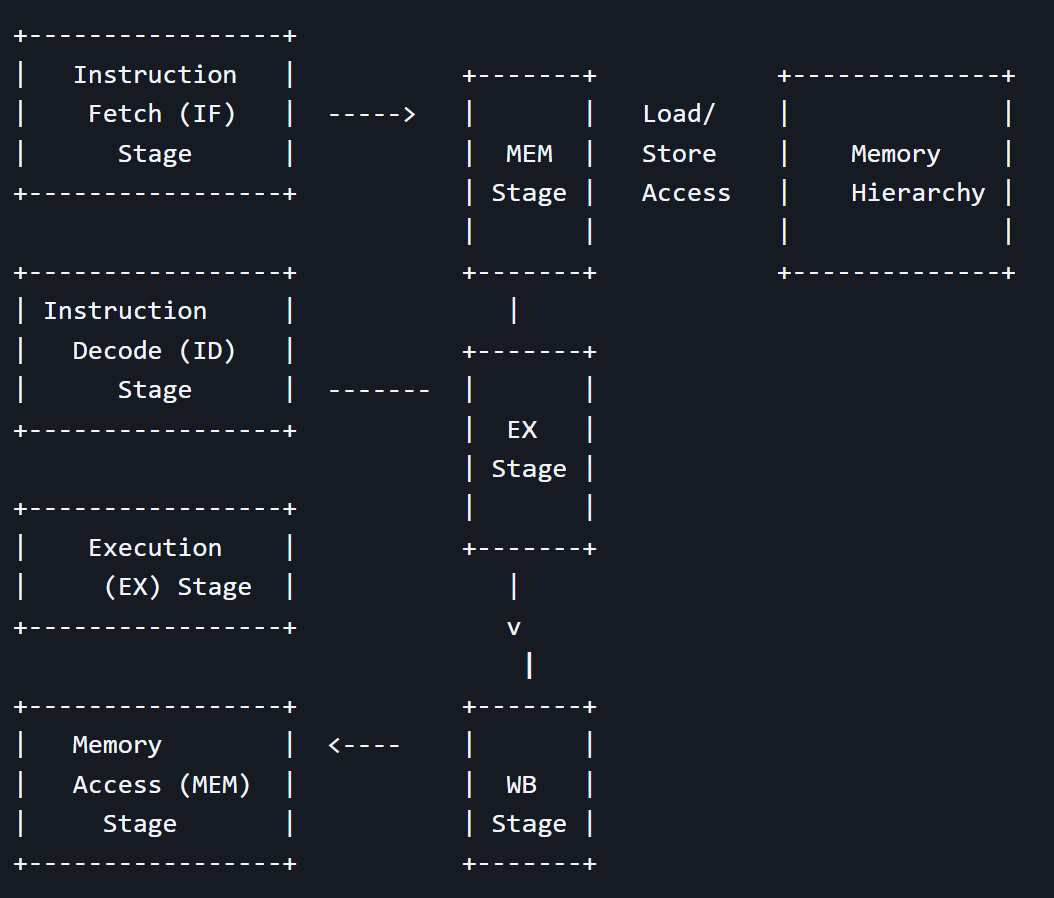 +-----------------+
|   Instruction   |           +-------+            +--------------+
|    Fetch (IF)   |  ----->   |       |   Load/    |              |
|      Stage      |           |  MEM  |   Store    |    Memory    |
+-----------------+           | Stage |   Access   |    Hierarchy |
                              |       |            |              |
+-----------------+           +-------+            +--------------+
| Instruction     |              |
|   Decode (ID)   |           +-------+
|      Stage      |  -------  |       |
+-----------------+           |  EX   |
                              | Stage |
+-----------------+           |       |
|    Execution    |           +-------+
|     (EX) Stage  |              |
+-----------------+              v
                                  |
+-----------------+           +-------+
|   Memory        |  <----    |       |
|   Access (MEM)  |           |  WB   |
|     Stage       |           | Stage |
+-----------------+           +-------+